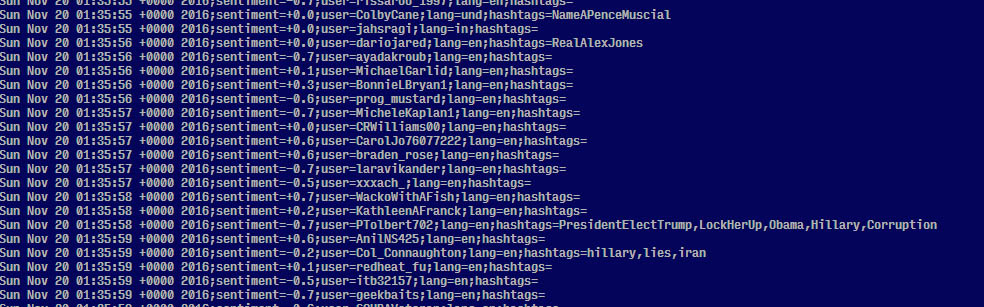 Sun Nov 20 01:35:55 +0000 2016;sentiment=+0.0;user=ColbyCane;lang=und;hashtags=NameAPenceMuscial
Sun Nov 20 01:35:55 +0000 2016;sentiment=+0.0;user=jahsragi;lang=in;hashtags=
Sun Nov 20 01:35:56 +0000 2016;sentiment=+0.0;user=dariojared;lang=en;hashtags=RealAlexJones
Sun Nov 20 01:35:56 +0000 2016;sentiment=-0.7;user=ayadakroub;lang=en;hashtags=
Sun Nov 20 01:35:56 +0000 2016;sentiment=+0.1;user=MichaelGarlid;lang=en;hashtags=
Sun Nov 20 01:35:56 +0000 2016;sentiment=+0.3;user=BonnieLBryan1;lang=en;hashtags=
Sun Nov 20 01:35:56 +0000 2016;sentiment=-0.6;user=prog_mustard;lang=en;hashtags=
Sun Nov 20 01:35:57 +0000 2016;sentiment=-0.7;user=MicheleKaplan1;lang=en;hashtags=
Sun Nov 20 01:35:57 +0000 2016;sentiment=+0.0;user=CRWilliams00;lang=en;hashtags=
Sun Nov 20 01:35:57 +0000 2016;sentiment=+0.6;user=CarolJo76077222;lang=en;hashtags=
Sun Nov 20 01:35:57 +0000 2016;sentiment=-0.6;user=braden_rose;lang=en;hashtags=
Sun Nov 20 01:35:57 +0000 2016;sentiment=-0.7;user=laravikander;lang=en;hashtags=
Sun Nov 20 01:35:57 +0000 2016;sentiment=-0.5;user=xxxach_;lang=en;hashtags=
Sun Nov 20 01:35:58 +0000 2016;sentiment=+0.7;user=WackoWithAFish;lang=en;hashtags=
Sun Nov 20 01:35:58 +0000 2016;sentiment=+0.2;user=KathleenAFranck;lang=en;hashtags=
Sun Nov 20 01:35:58 +0000 2016;sentiment=-0.7;user=PTolbert702;lang=en;hashtags=PresidentElectTrump,LockHerUp,Obama,Hillary,Corruption
Sun Nov 20 01:35:59 +0000 2016;sentiment=+0.6;user=AnilNS425;lang=en;hashtags=
Sun Nov 20 01:35:59 +0000 2016;sentiment=-0.2;user=Col_Connaughton;lang=en;hashtags=hillary,lies,iran
Sun Nov 20 01:35:59 +0000 2016;sentiment=+0.1;user=redheat_fu;lang=en;hashtags=
Sun Nov 20 01:35:59 +0000 2016;sentiment=-0.5;user=itb32157;lang=en;hashtags=
Sun Nov 20 01:35:59 +0000 2016;sentiment=-0.7;user=geekbaits;lang=en;hashtags=